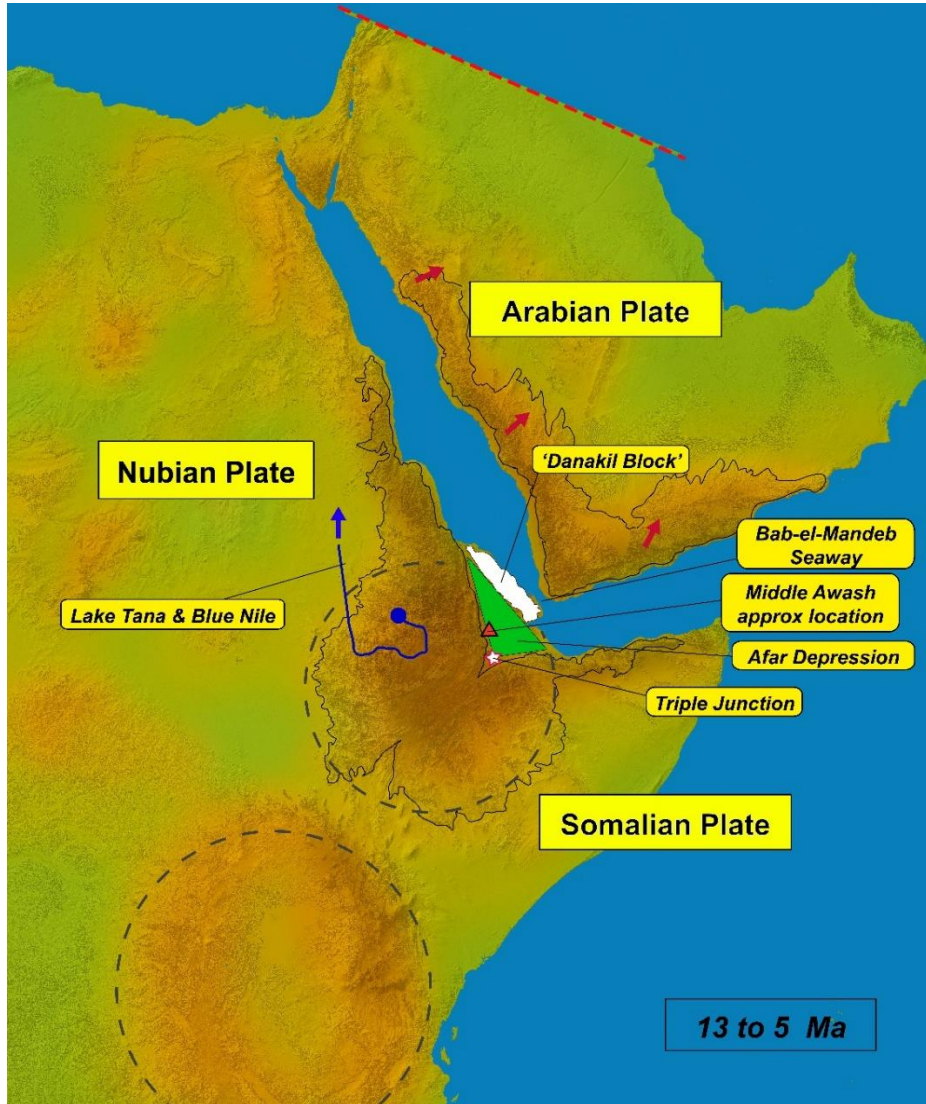 Arabian Plate
Nubian Plate
‘Danakil Block’
Bab-el-Mandeb
Seaway
Lake Tana & Blue Nile
Middle Awash
approx location
Afar Depression
Triple Junction
Somalian Plate
13 to 5 Ma